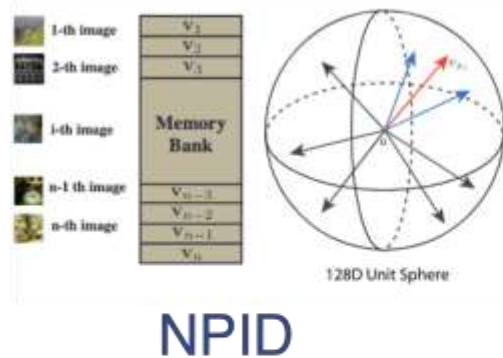 1-th image
2-th image
i-th image
n-1 th image
n-th image
v₁
v₂
v₃
Memory
Bank
vₙ₋₃
vₙ₋₂
vₙ₋₁
vₙ
128D Unit Sphere
NPID